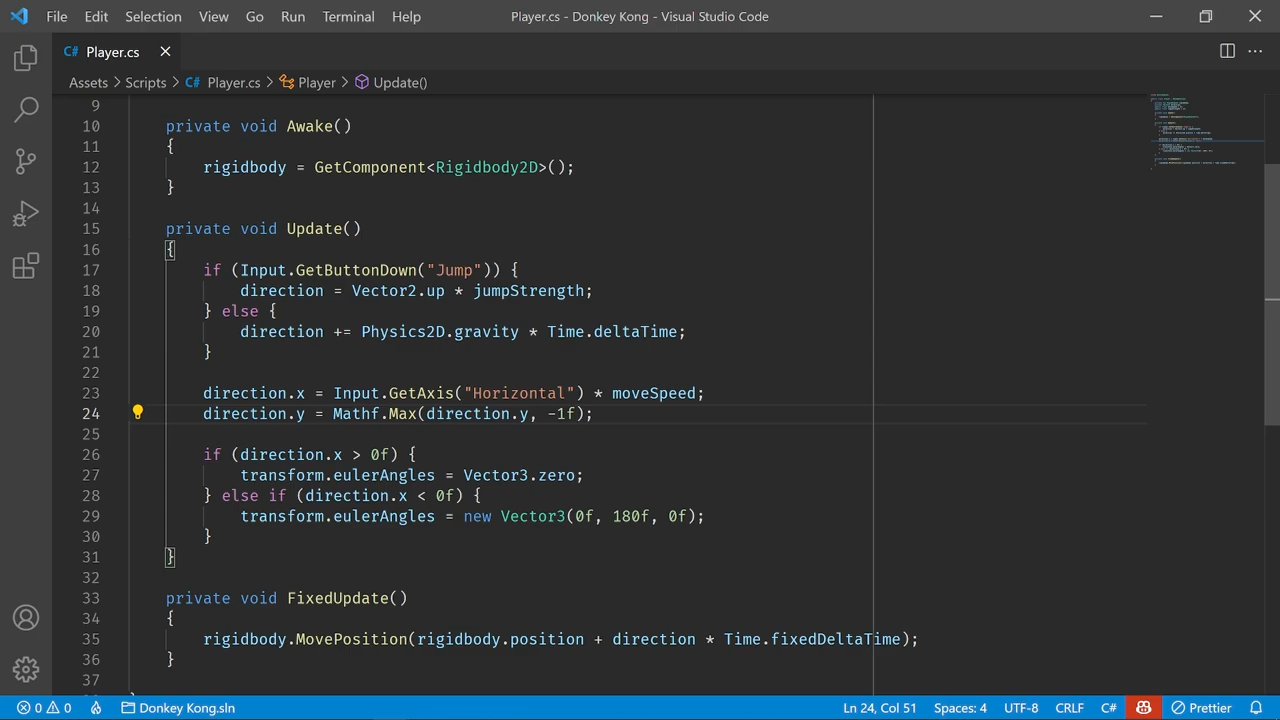 File Edit Selection View Go Run Terminal Help Player.cs - Donkey Kong - Visual Studio Code
C# Player.cs
Assets > Scripts > C# Player.cs > Player > Update()
9
10 private void Awake()
11 {
12 rigidbody = GetComponent<Rigidbody2D>();
13 }
14
15 private void Update()
16 {
17 if (Input.GetButtonDown("Jump")) {
18 direction = Vector2.up * jumpStrength;
19 } else {
20 direction += Physics2D.gravity * Time.deltaTime;
21 }
22
23 direction.x = Input.GetAxis("Horizontal") * moveSpeed;
24 direction.y = Mathf.Max(direction.y, -1f);
25
26 if (direction.x > 0f) {
27 transform.eulerAngles = Vector3.zero;
28 } else if (direction.x < 0f) {
29 transform.eulerAngles = new Vector3(0f, 180f, 0f);
30 }
31 }
32
33 private void FixedUpdate()
34 {
35 rigidbody.MovePosition(rigidbody.position + direction * Time.fixedDeltaTime);
36 }
37
0 0 Donkey Kong.sln Ln 24, Col 51 Spaces: 4 UTF-8 CRLF C# Prettier